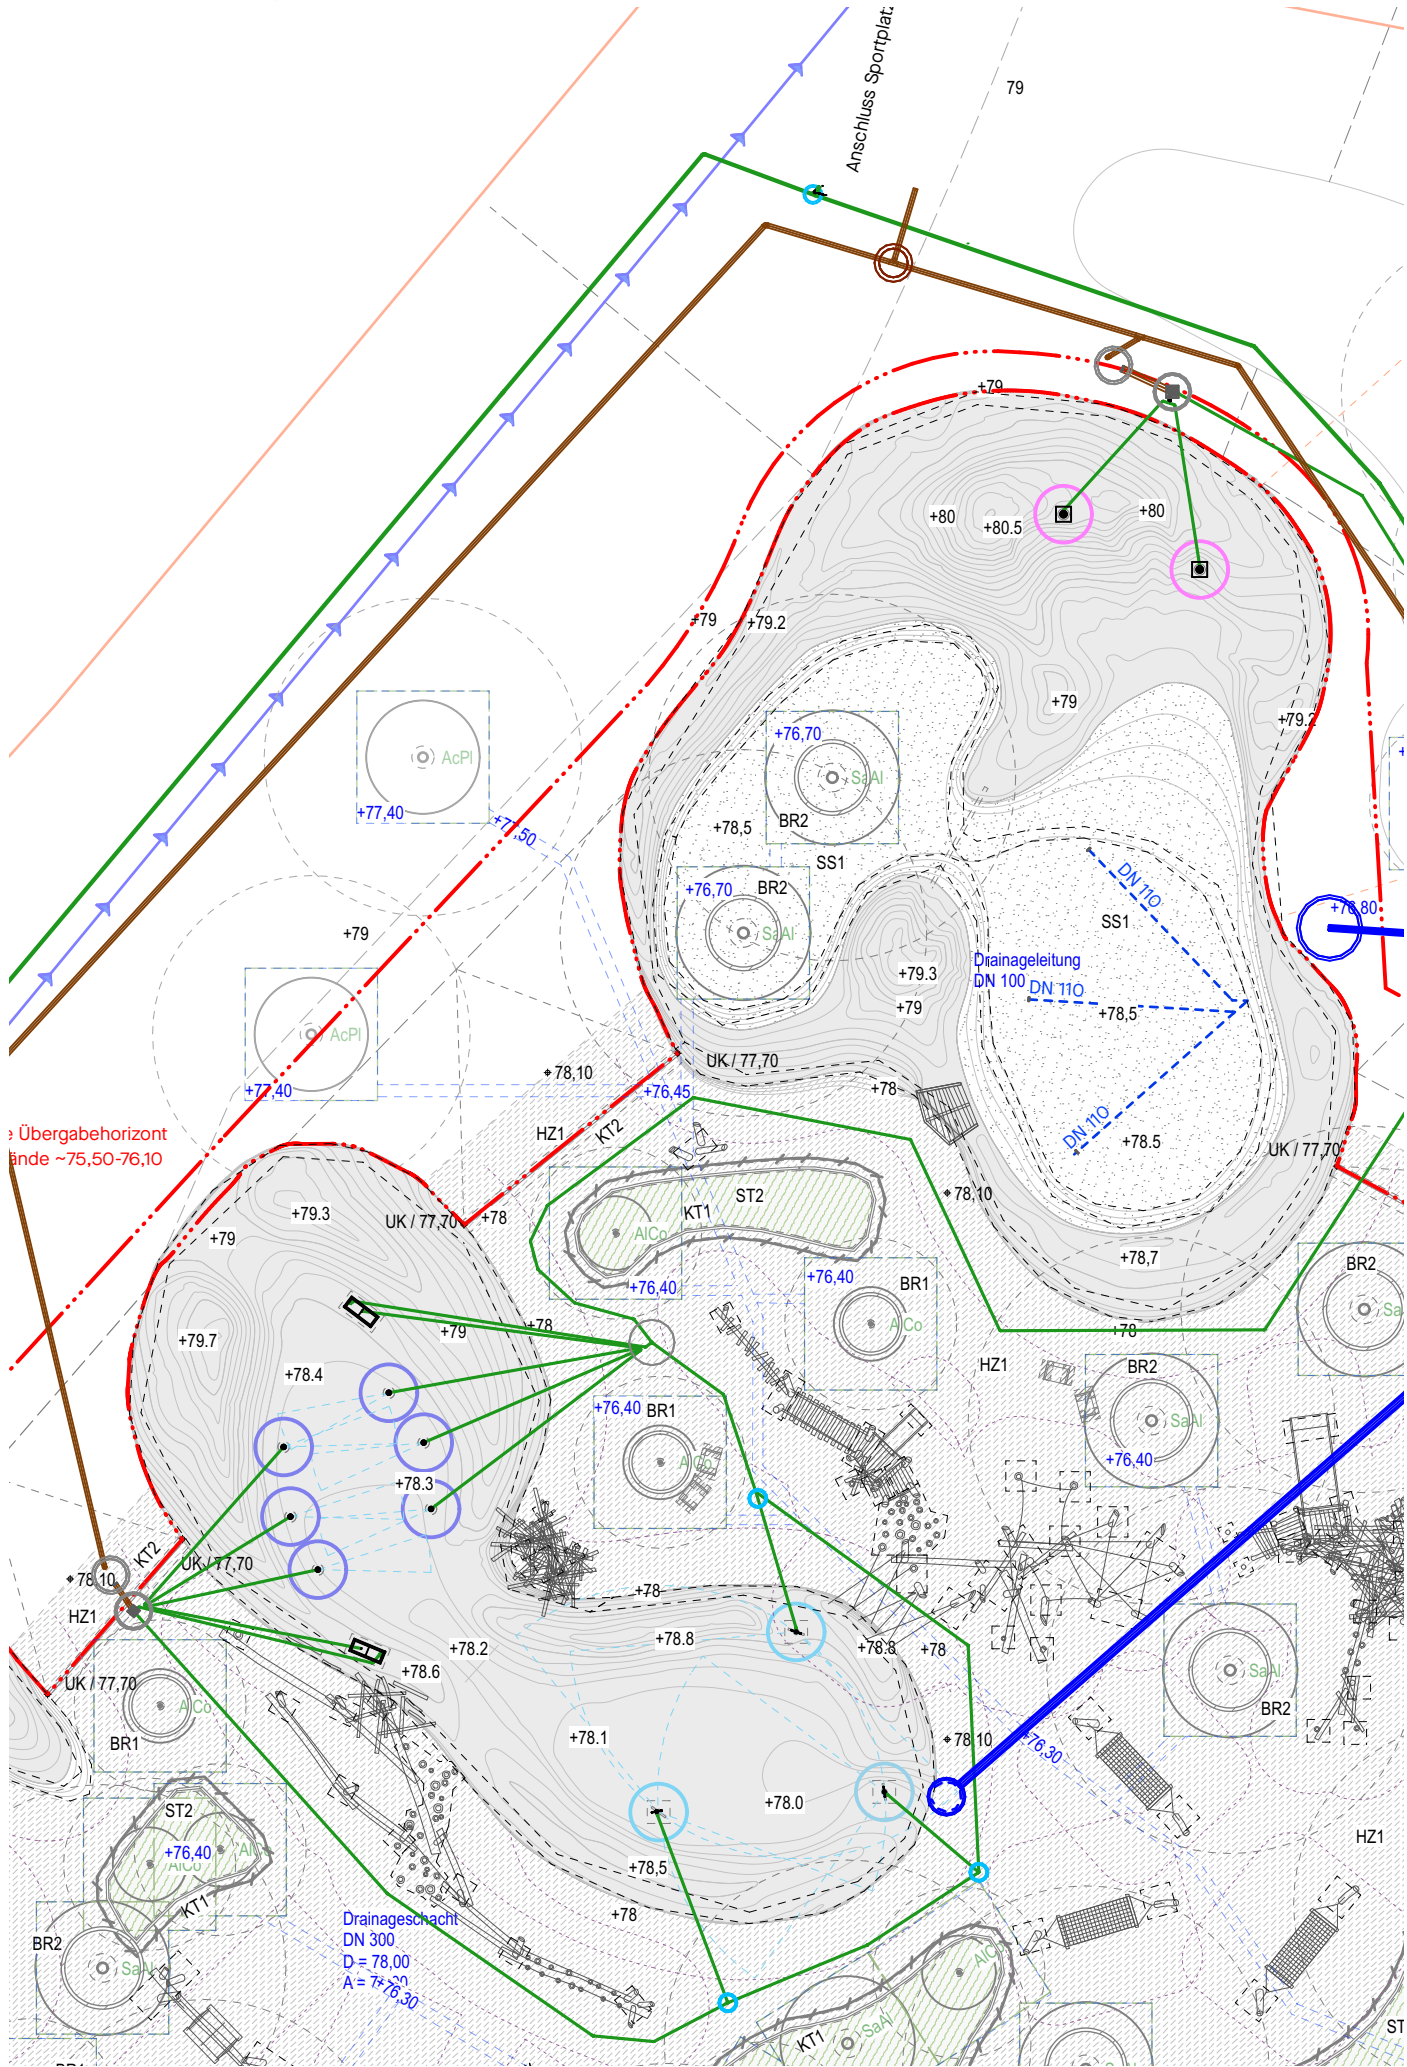 Anschluss Sportplatz
79
+79
+80
+80.5
+80
+79
+79.2
+79
+79.2
+76,70
SaAl
BR2
AcPl
+77,40
+77,50
+78,5
SS1
+76,70
BR2
SaAl
DN 110
SS1
+76,80
+79
+79.3
Drainageleitung
DN 100
DN 110
+79
+78,5
AcPl
+77,40
UK / 77,70
78,10
+76,45
+78
DN 110
+78.5
e Übergabehorizont
ände ~75,50-76,10
HZ1
KT2
UK / 77,70
78,10
ST2
KT1
+79.3
UK / 77,70
+78
+79
AlCo
+78,7
BR2
+76,40
+76,40
BR1
AlCo
+79.7
+79
+78
+78
HZ1
BR2
+78.4
+76,40
BR1
SaAl
+76,40
+78.3
KT2
UK / 77,70
78,10
HZ1
+78
+78.2
+78.8
+78.8
+78
+78.6
UK / 77,70
SaAl
BR2
AlCo
BR1
+78.1
78,10
+76,30
+78.0
ST2
+76,40
AlCo
KT1
+78,5
HZ1
+78
Drainageschacht
DN 300
D = 78,00
+76,30
BR2
SaAl
AlCo
KT1
SaAl
ST